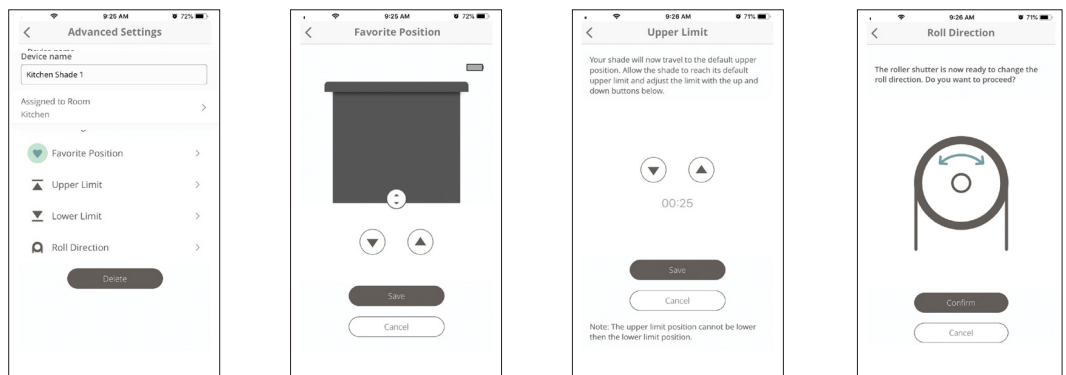 9:25 AM
72%
Advanced Settings
Device name
Device name
Kitchen Shade 1
Assigned to Room
Kitchen
Favorite Position
Upper Limit
Lower Limit
Roll Direction
Delete
9:25 AM
72%
Favorite Position
Save
Cancel
9:26 AM
71%
Upper Limit
Your shade will now travel to the default upper
position. Allow the shade to reach its default
upper limit and adjust the limit with the up and
down buttons below.
00:25
Save
Cancel
Note: The upper limit position cannot be lower
then the lower limit position.
9:26 AM
71%
Roll Direction
The roller shutter is now ready to change the
roll direction. Do you want to proceed?
Confirm
Cancel